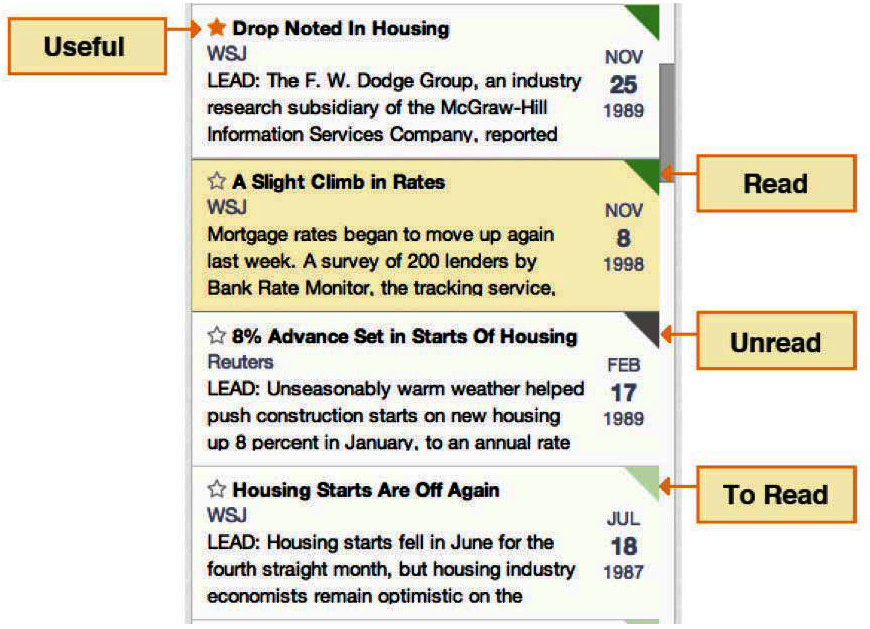 Useful
Drop Noted In Housing
WSJ
LEAD: The F. W. Dodge Group, an industry
research subsidiary of the McGraw-Hill
Information Services Company, reported
NOV
25
1989
A Slight Climb in Rates
WSJ
Mortgage rates began to move up again
last week. A survey of 200 lenders by
Bank Rate Monitor, the tracking service,
NOV
8
1998
Read
8% Advance Set in Starts Of Housing
Reuters
LEAD: Unseasonably warm weather helped
push construction starts on new housing
up 8 percent in January, to an annual rate
FEB
17
1989
Unread
Housing Starts Are Off Again
WSJ
LEAD: Housing starts fell in June for the
fourth straight month, but housing industry
economists remain optimistic on the
JUL
18
1987
To Read